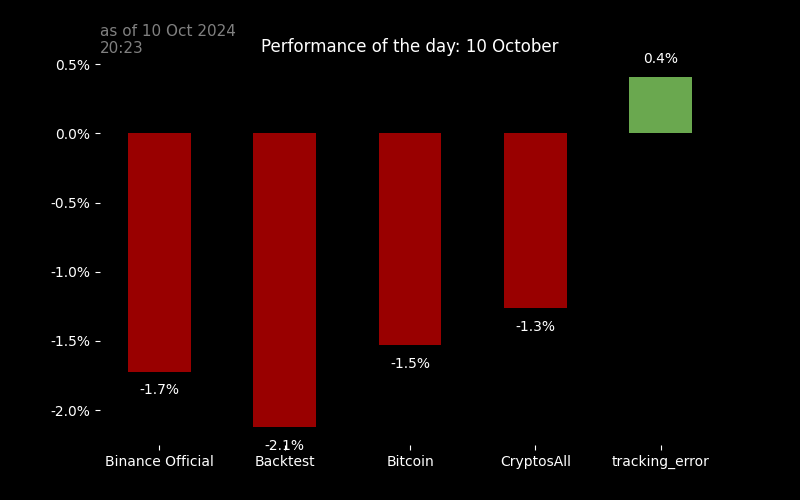 as of 10 Oct 2024
20:23
Performance of the day: 10 October
0.5%
0.4%
0.0%
-0.5%
-1.0%
-1.5%
-2.0%
-1.7%
-2.1%
-1.5%
-1.3%
Binance Official
Backtest
Bitcoin
CryptosAll
tracking_error